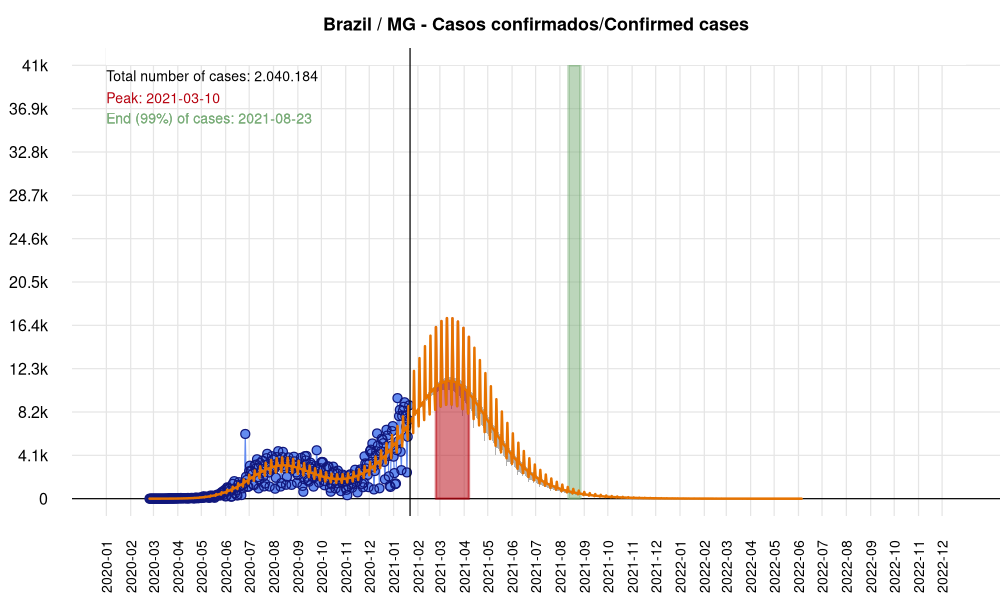 Brazil / MG - Casos confirmados/Confirmed cases
Total number of cases: 2.040.184
Peak: 2021-03-10
End (99%) of cases: 2021-08-23
41k
36.9k
32.8k
28.7k
24.6k
20.5k
16.4k
12.3k
8.2k
4.1k
0
2020-01
2020-02
2020-03
2020-04
2020-05
2020-06
2020-07
2020-08
2020-09
2020-10
2020-11
2020-12
2021-01
2021-02
2021-03
2021-04
2021-05
2021-06
2021-07
2021-08
2021-09
2021-10
2021-11
2021-12
2022-01
2022-02
2022-03
2022-04
2022-05
2022-06
2022-07
2022-08
2022-09
2022-10
2022-11
2022-12